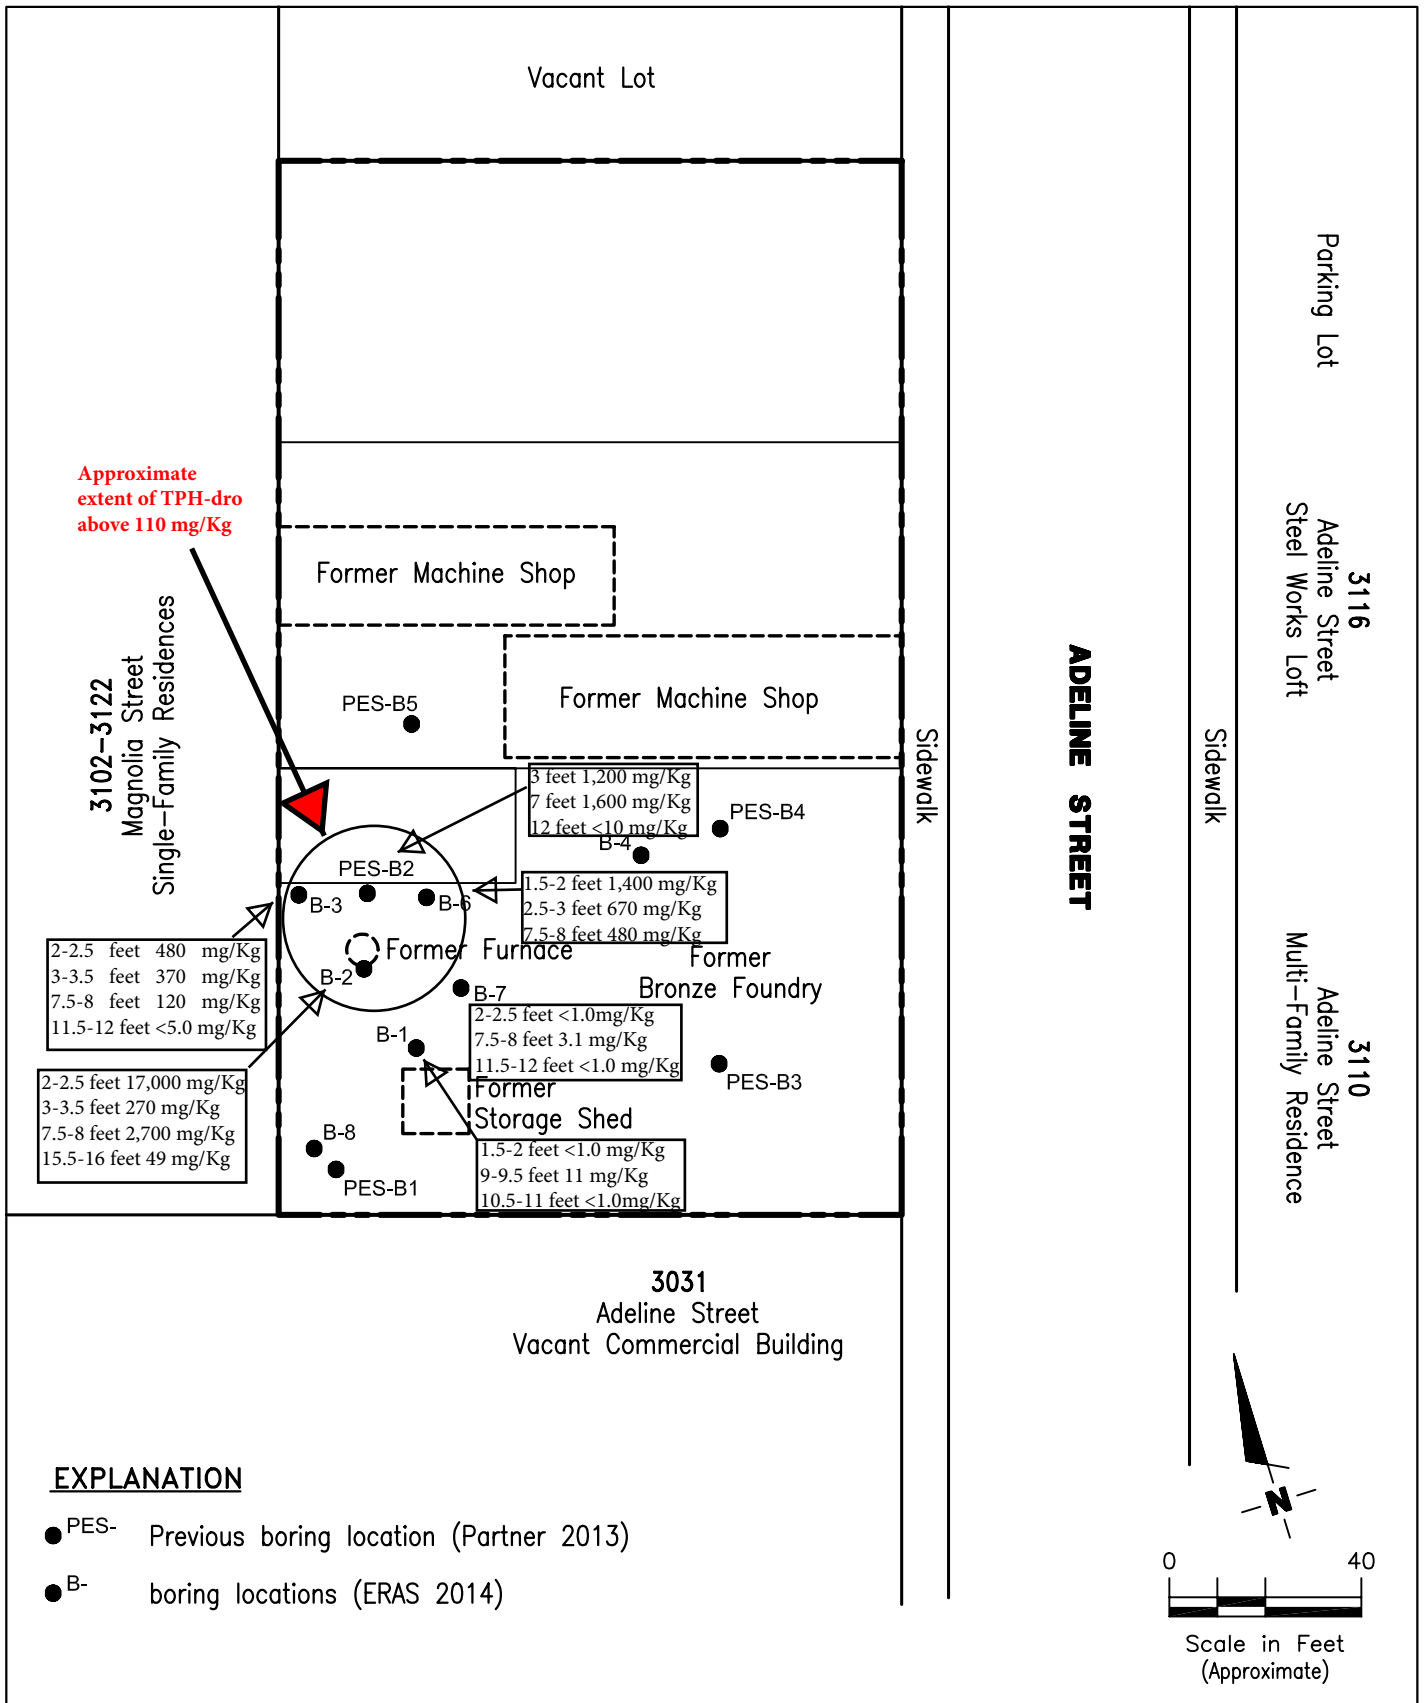 Vacant Lot
Parking Lot
Approximate
extent of TPH-dro
above 110 mg/Kg
Former Machine Shop
3116
Adeline Street
Steel Works Loft
3102-3122
Magnolia Street
Single-Family Residences
PES-B5
Former Machine Shop
ADELINE STREET
Sidewalk
Sidewalk
3 feet 1,200 mg/Kg
7 feet 1,600 mg/Kg
12 feet <10 mg/Kg
PES-B4
B-4
PES-B2
1.5-2 feet 1,400 mg/Kg
2.5-3 feet 670 mg/Kg
7.5-8 feet 480 mg/Kg
B-3
B-6
2-2.5 feet 480 mg/Kg
3-3.5 feet 370 mg/Kg
7.5-8 feet 120 mg/Kg
11.5-12 feet <5.0 mg/Kg
Former Furnace
B-2
Former
Bronze Foundry
B-7
3110
Adeline Street
Multi-Family Residence
2-2.5 feet <1.0mg/Kg
7.5-8 feet 3.1 mg/Kg
11.5-12 feet <1.0 mg/Kg
B-1
PES-B3
2-2.5 feet 17,000 mg/Kg
3-3.5 feet 270 mg/Kg
7.5-8 feet 2,700 mg/Kg
15.5-16 feet 49 mg/Kg
Former
Storage Shed
B-8
PES-B1
1.5-2 feet <1.0 mg/Kg
9-9.5 feet 11 mg/Kg
10.5-11 feet <1.0mg/Kg
3031
Adeline Street
Vacant Commercial Building
EXPLANATION
PES- Previous boring location (Partner 2013)
B- boring locations (ERAS 2014)
N
0 40
Scale in Feet
(Approximate)